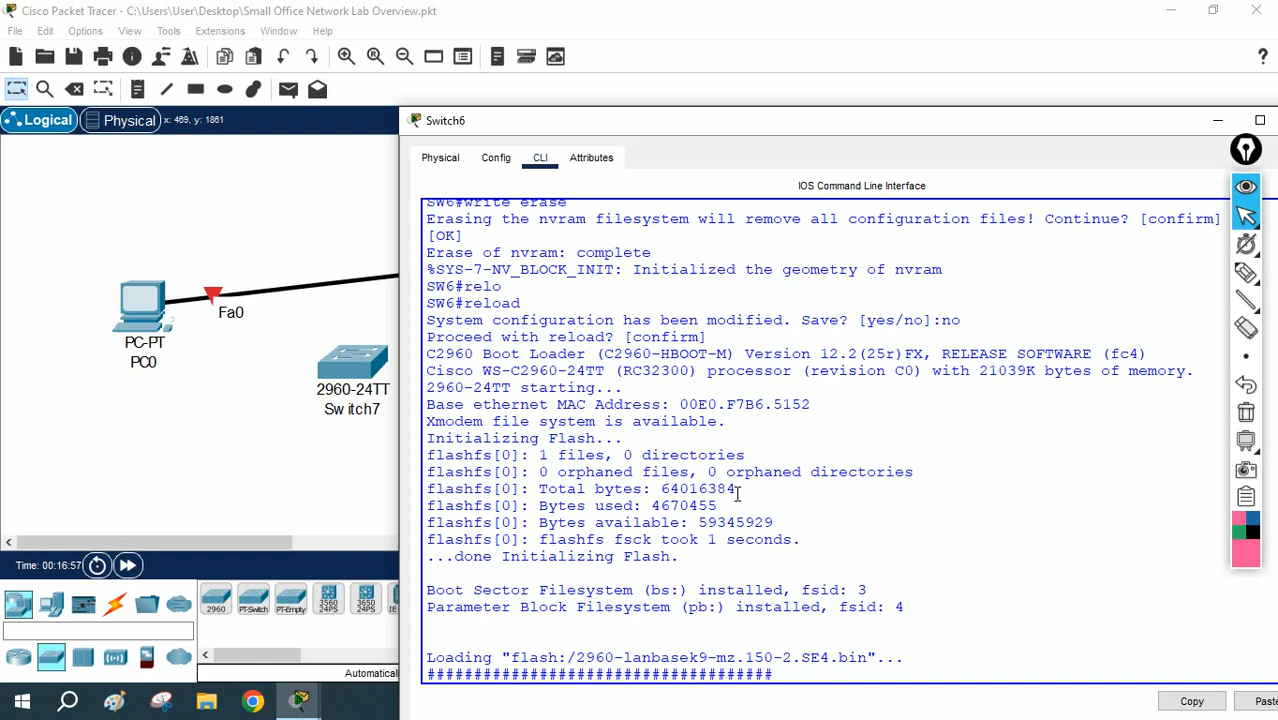 Cisco Packet Tracer - C:\Users\User\Desktop\Small Office Network Lab Overview.pkt
File Edit Options View Tools Extensions Window Help
Logical Physical x: 469, y: 1861
Switch6
Physical Config CLI Attributes
IOS Command Line Interface
SW6#write erase
Erasing the nvram filesystem will remove all configuration files! Continue? [confirm]
[OK]
Erase of nvram: complete
%SYS-7-NV_BLOCK_INIT: Initialized the geometry of nvram
SW6#relo
SW6#reload
System configuration has been modified. Save? [yes/no]:no
Proceed with reload? [confirm]
C2960 Boot Loader (C2960-HBOOT-M) Version 12.2(25r)FX, RELEASE SOFTWARE (fc4)
Cisco WS-C2960-24TT (RC32300) processor (revision C0) with 21039K bytes of memory.
2960-24TT starting...
Base ethernet MAC Address: 00E0.F7B6.5152
Xmodem file system is available.
Initializing Flash...
flashfs[0]: 1 files, 0 directories
flashfs[0]: 0 orphaned files, 0 orphaned directories
flashfs[0]: Total bytes: 64016384
flashfs[0]: Bytes used: 4670455
flashfs[0]: Bytes available: 59345929
flashfs[0]: flashfs fsck took 1 seconds.
...done Initializing Flash.
Boot Sector Filesystem (bs:) installed, fsid: 3
Parameter Block Filesystem (pb:) installed, fsid: 4
Loading "flash:/2960-lanbasek9-mz.150-2.SE4.bin"...
#####################################
Fa0
PC-PT
PC0
2960-24TT
Switch7
Time: 00:16:57
2960 PT-Switch PT-Empty 3560 24PS 3650 24PS IE
Automatical
Copy Paste